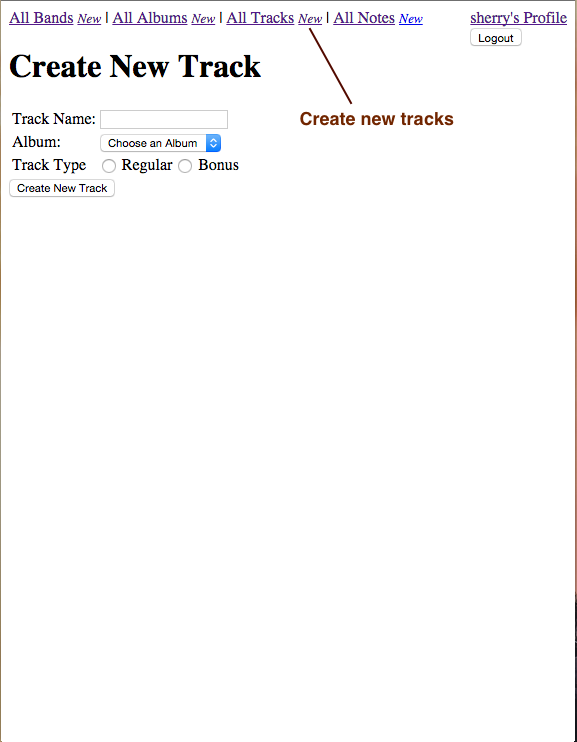 All Bands New | All Albums New | All Tracks New | All Notes New sherry's Profile
Logout
Create New Track
Create new tracks
Track Name:
Album: Choose an Album
Track Type Regular Bonus
Create New Track